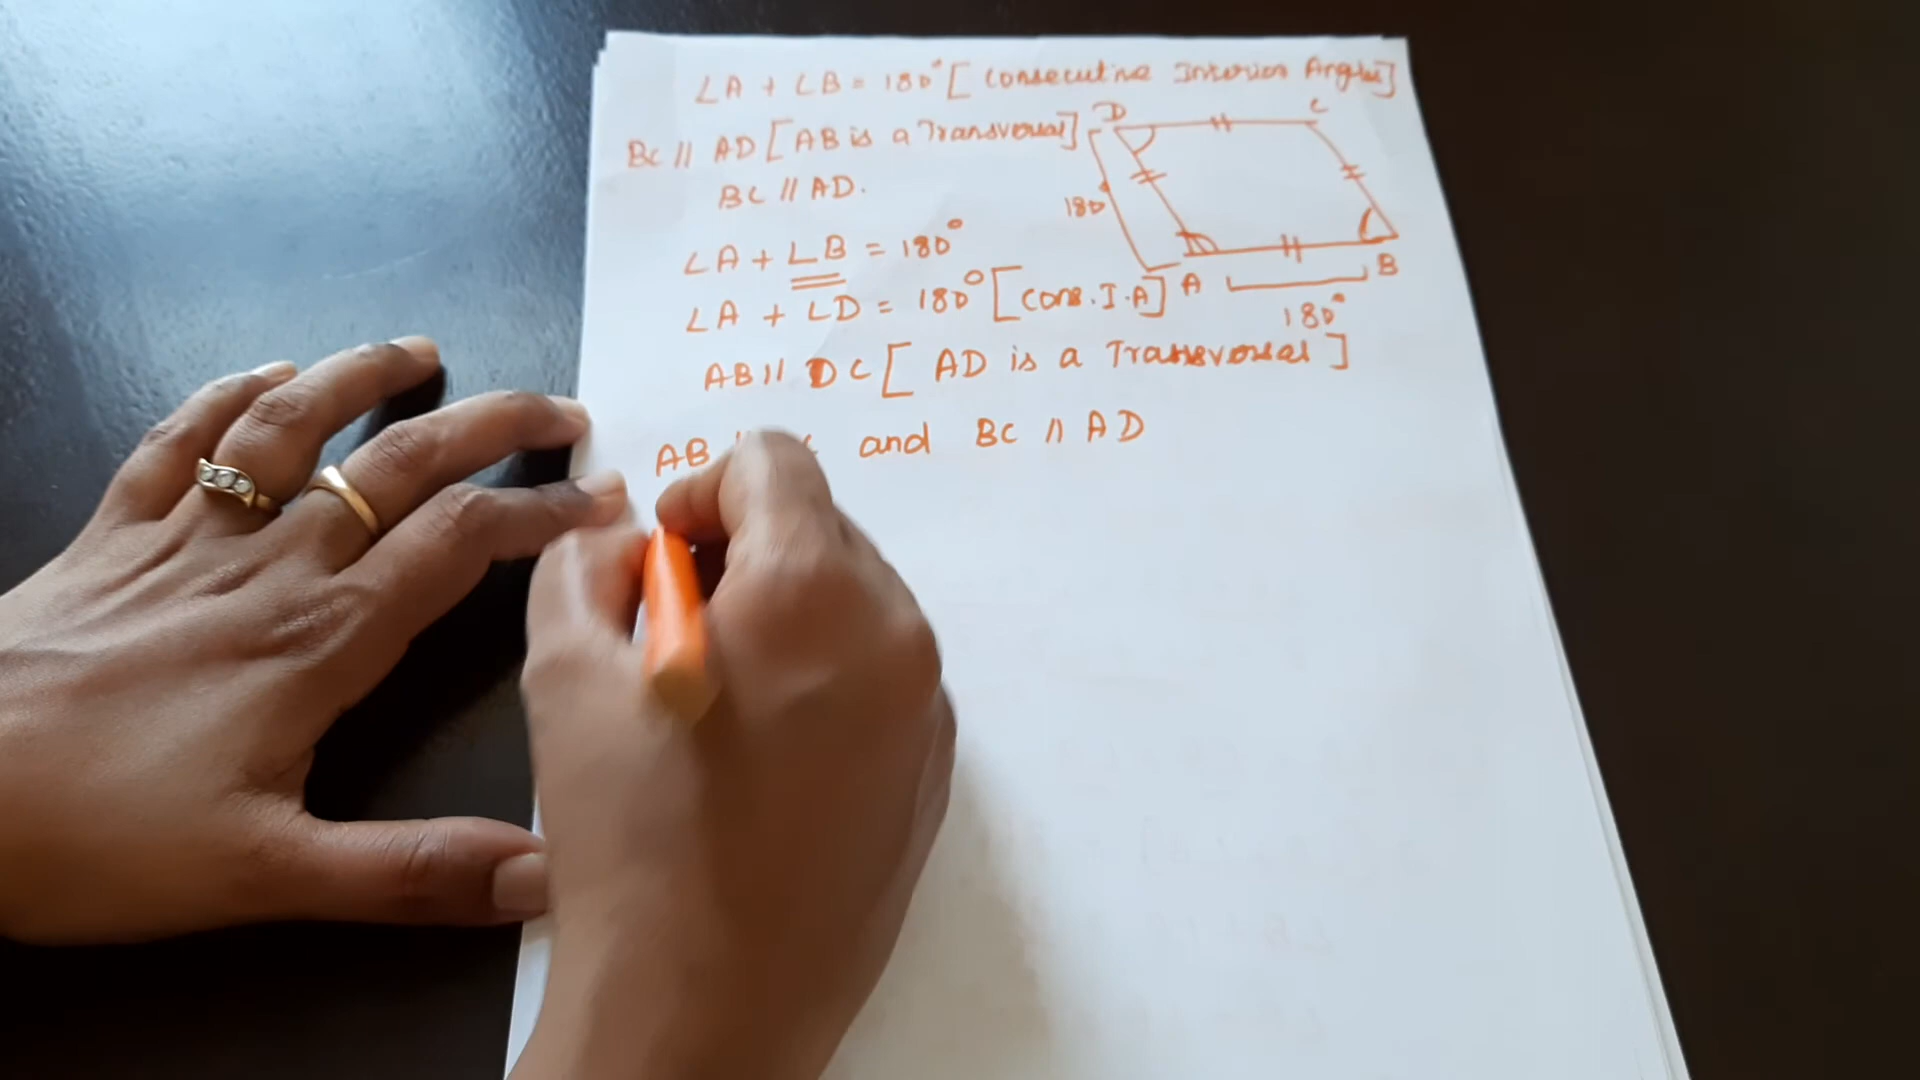 ∠A + ∠B = 180° [Consecutive Interior Angles]
BC // AD [AB is a Transversal]
BC // AD.
∠A + ∠B = 180°
∠A + ∠D = 180° [Cons. I.A]
AB // DC [AD is a Transversal]
AB and BC // AD
D C
180°
A B
180°